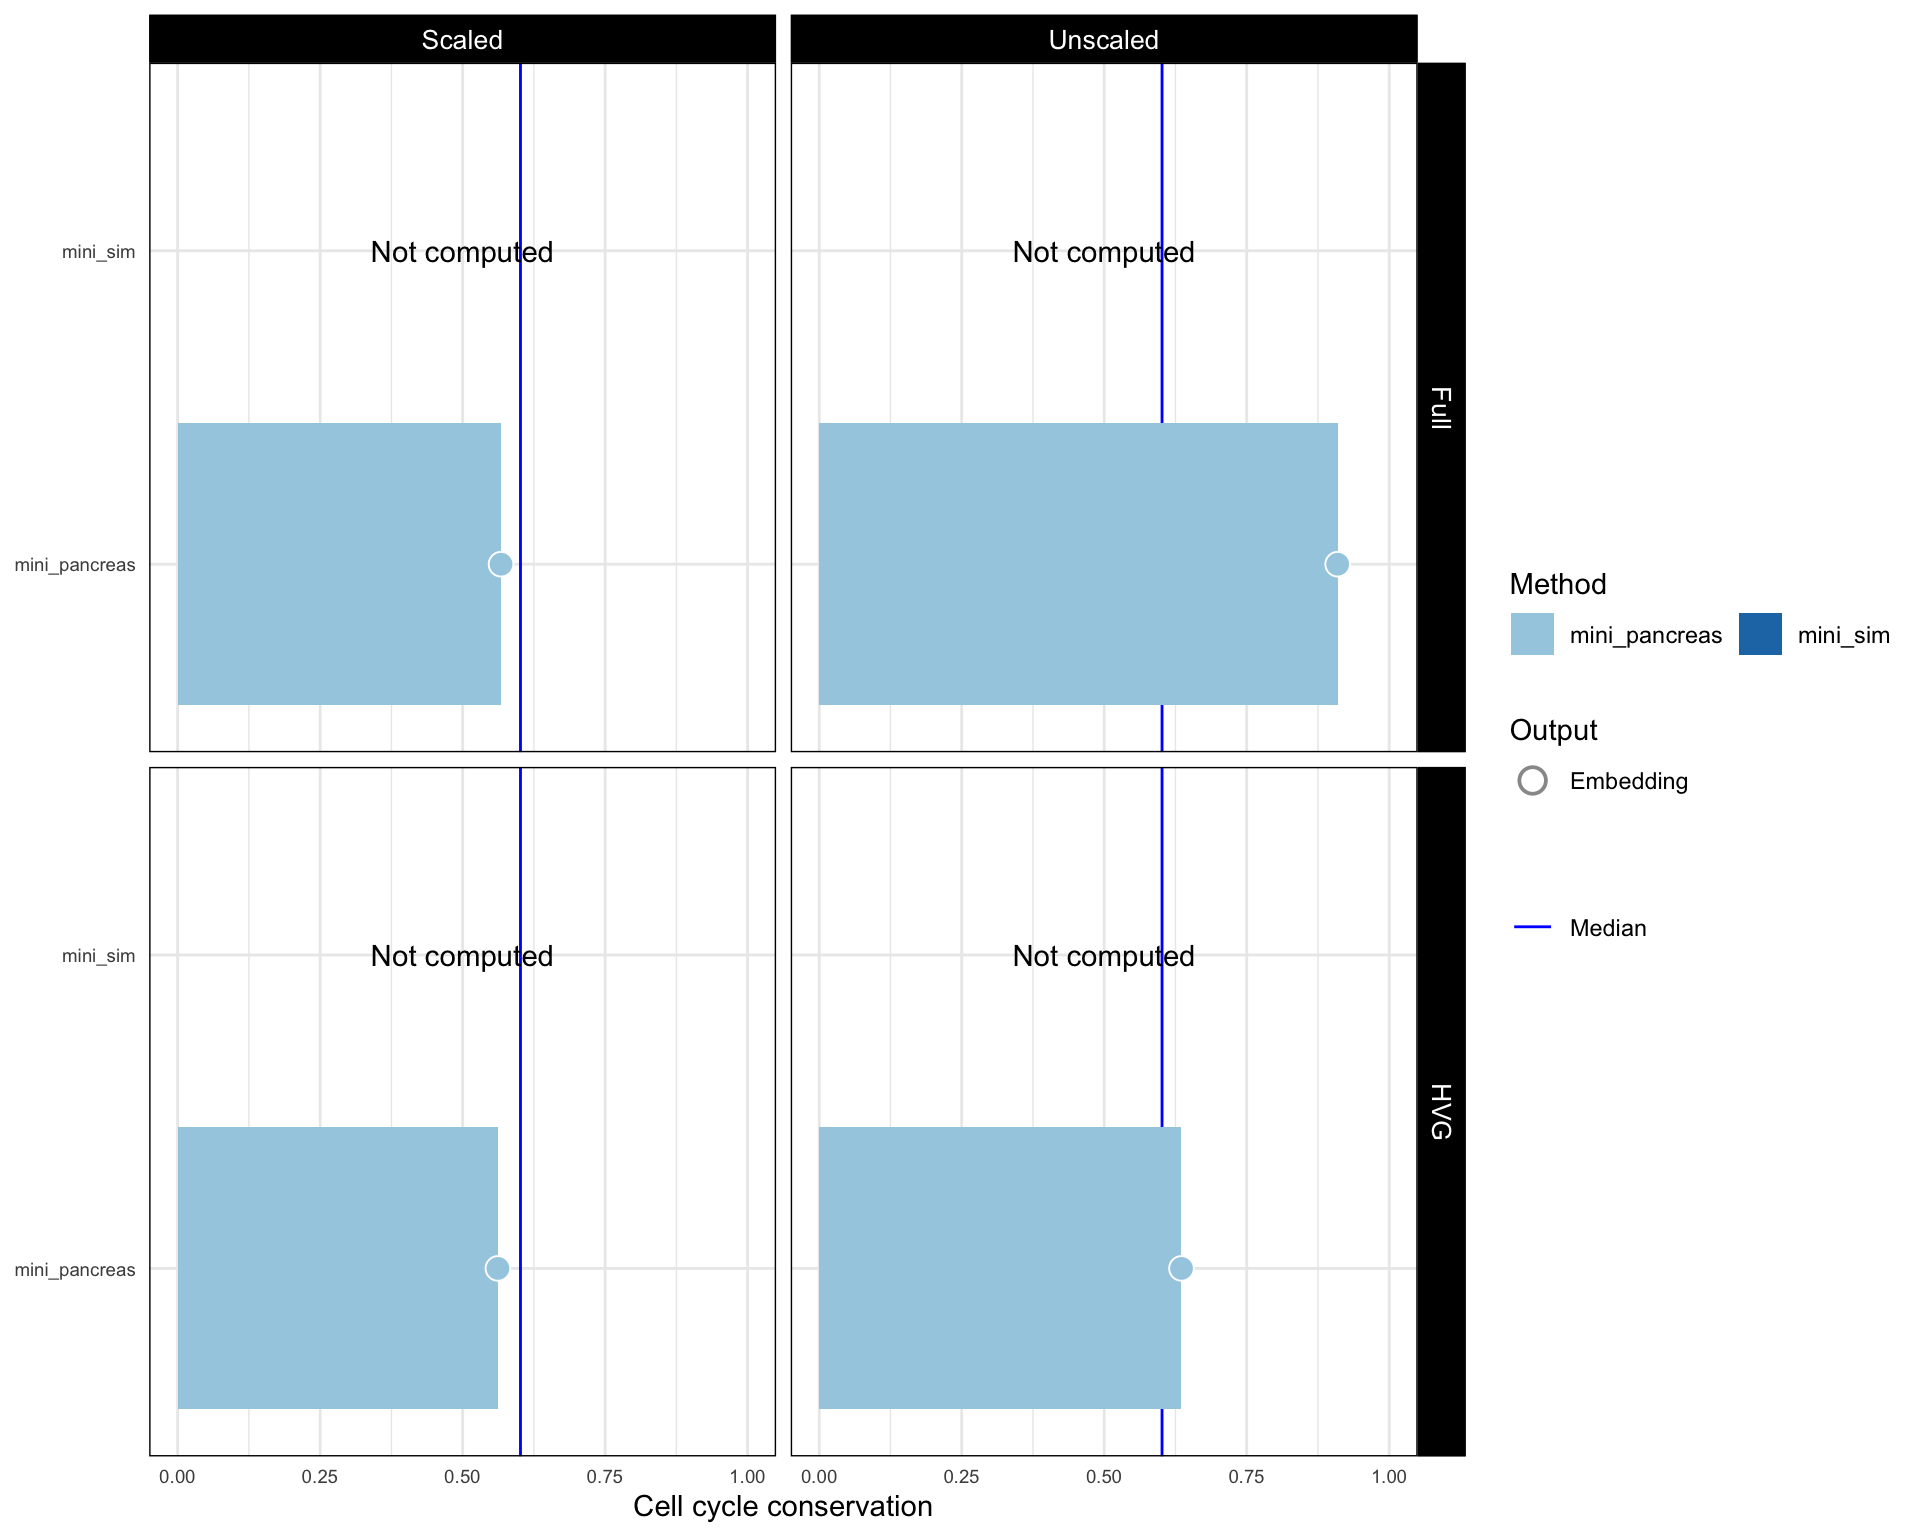 Scaled
Unscaled
mini_sim
Not computed
Not computed
Full
mini_pancreas
mini_sim
Not computed
Not computed
HVG
mini_pancreas
0.00
0.25
0.50
0.75
1.00
0.00
0.25
0.50
0.75
1.00
Cell cycle conservation
Method
mini_pancreas
mini_sim
Output
Embedding
Median